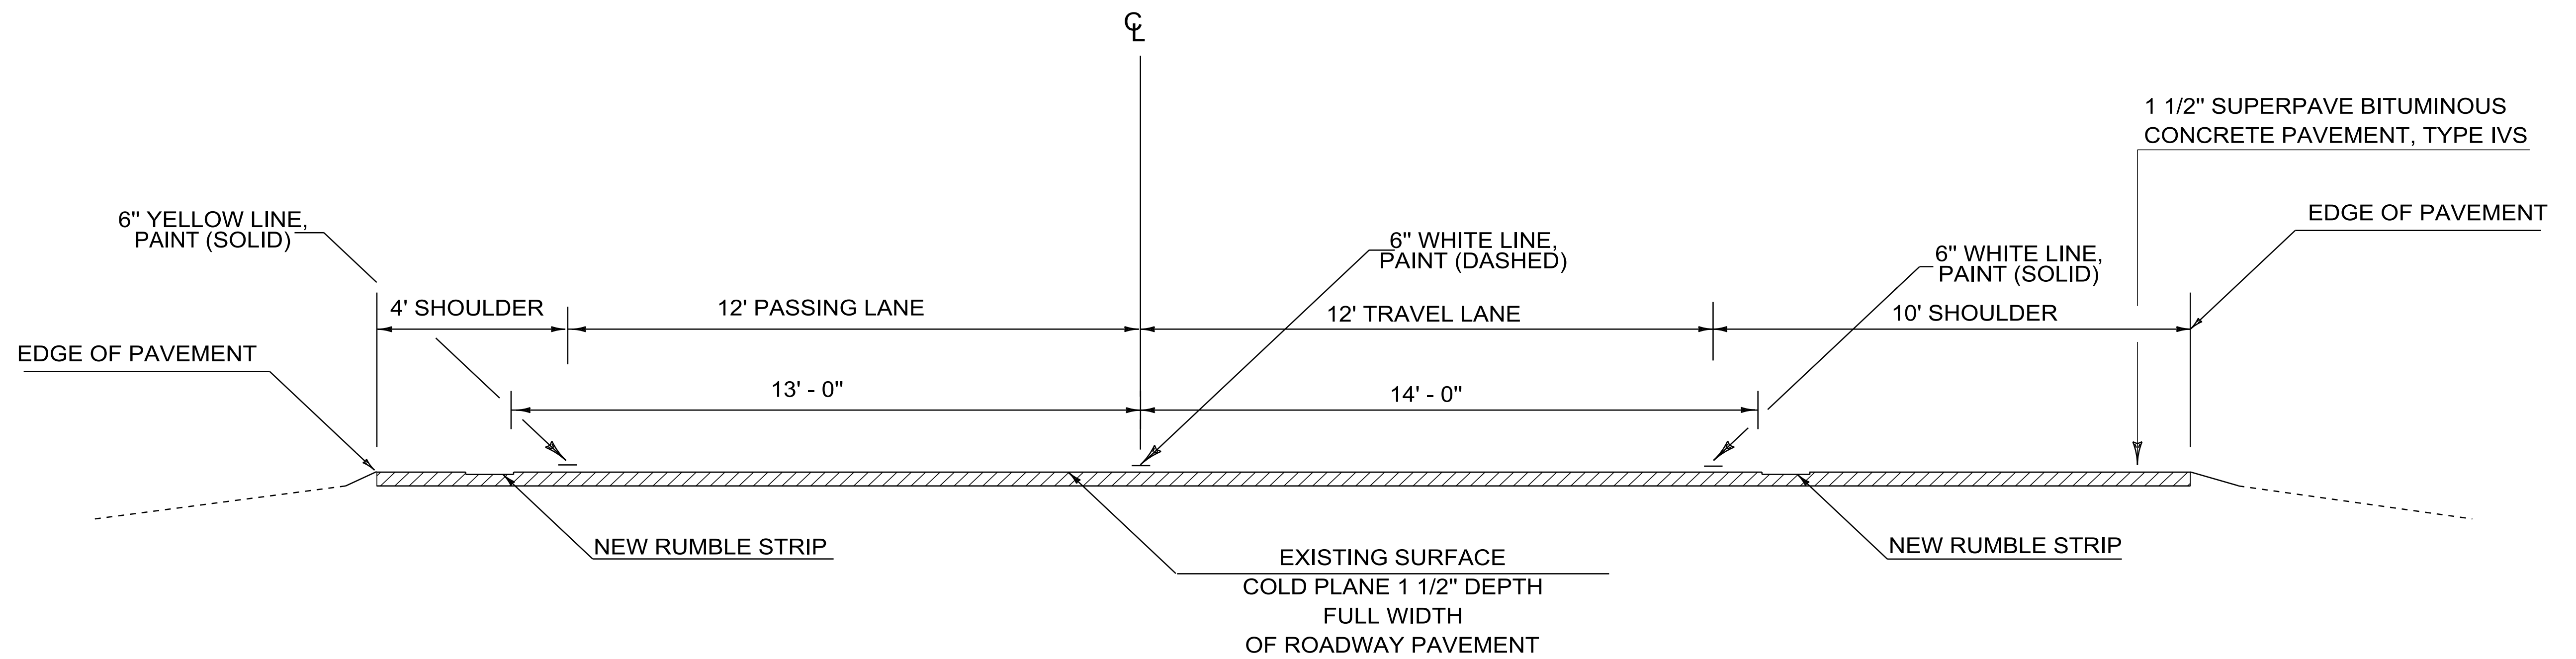 ℄
1 1/2" SUPERPAVE BITUMINOUS
CONCRETE PAVEMENT, TYPE IVS
6" YELLOW LINE,
PAINT (SOLID)
EDGE OF PAVEMENT
6" WHITE LINE,
PAINT (DASHED)
6" WHITE LINE,
PAINT (SOLID)
4' SHOULDER
12' PASSING LANE
12' TRAVEL LANE
10' SHOULDER
EDGE OF PAVEMENT
13' - 0"
14' - 0"
NEW RUMBLE STRIP
NEW RUMBLE STRIP
EXISTING SURFACE
COLD PLANE 1 1/2" DEPTH
FULL WIDTH
OF ROADWAY PAVEMENT